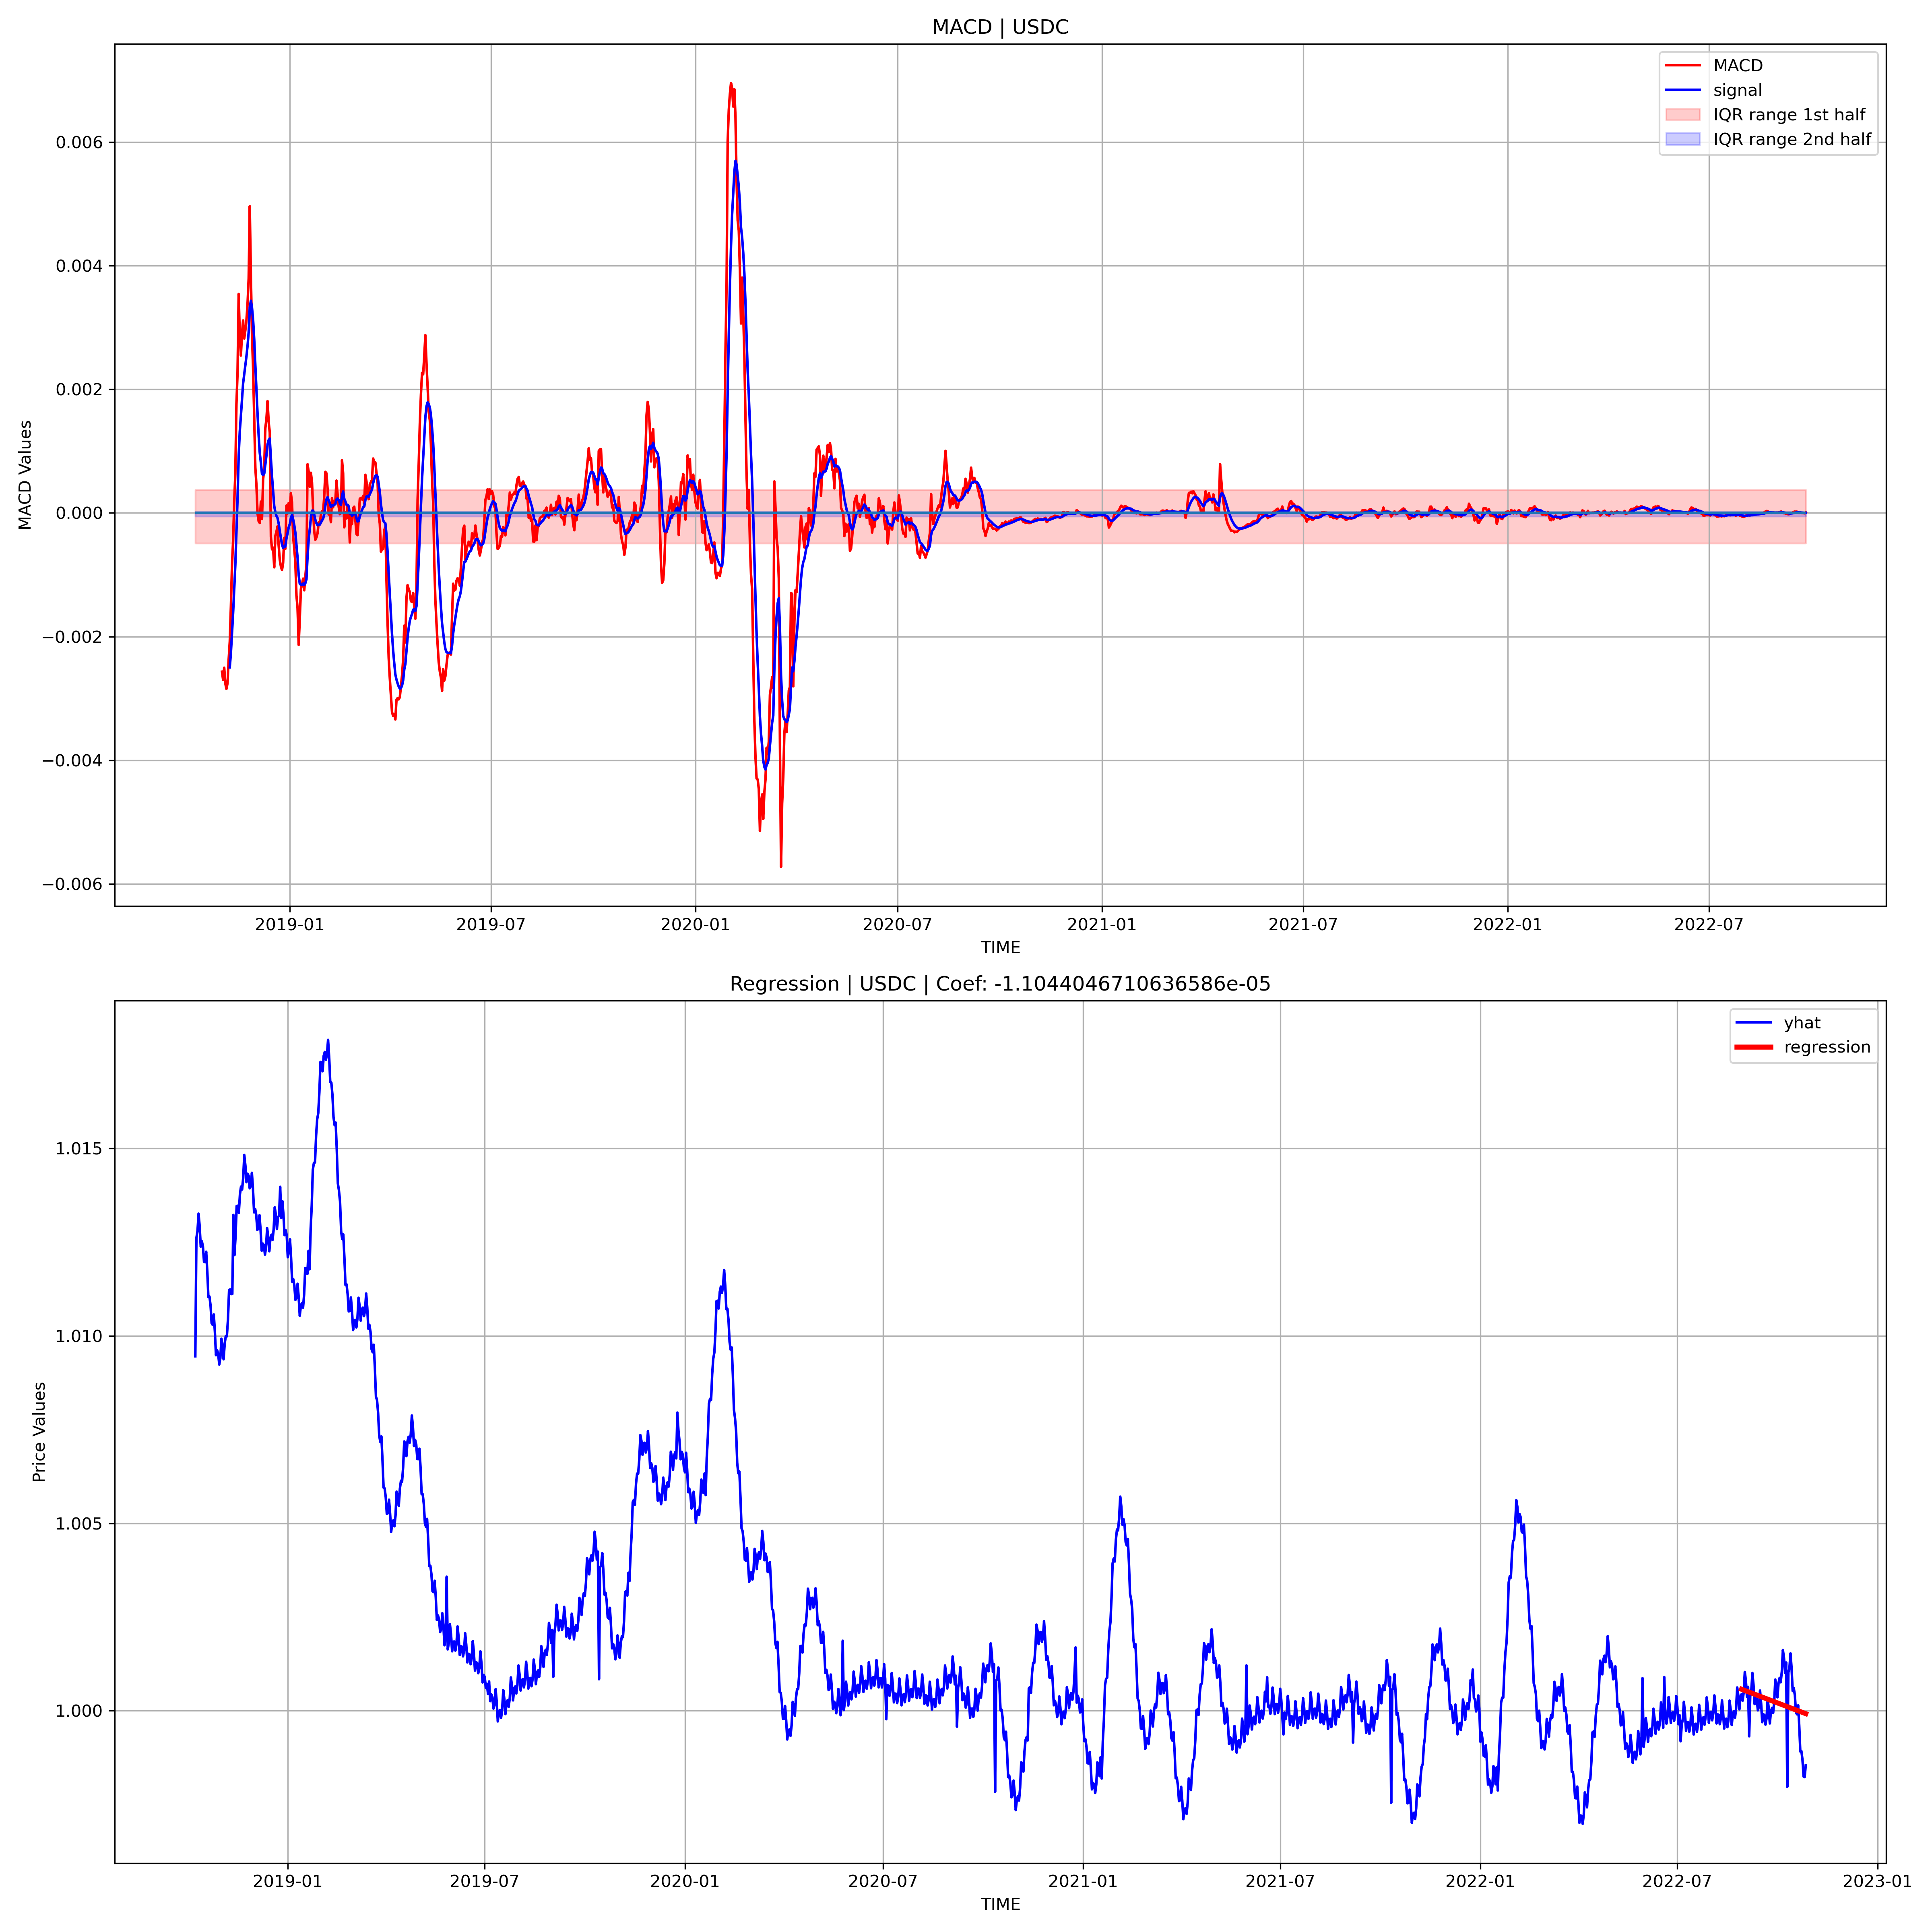 MACD | USDC
MACD
signal
IQR range 1st half
IQR range 2nd half
0.006
0.004
0.002
0.000
−0.002
−0.004
−0.006
MACD Values
2019-01 2019-07 2020-01 2020-07 2021-01 2021-07 2022-01 2022-07
TIME
Regression | USDC | Coef: -1.1044046710636586e-05
yhat
regression
1.015
1.010
1.005
1.000
Price Values
2019-01 2019-07 2020-01 2020-07 2021-01 2021-07 2022-01 2022-07 2023-01
TIME